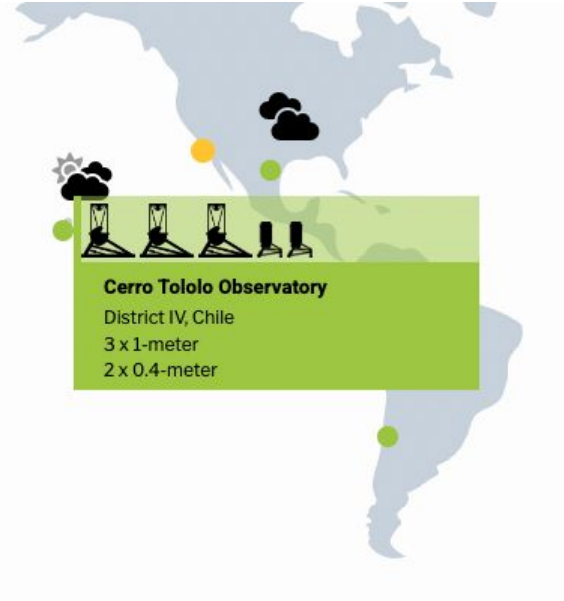 Cerro Tololo Observatory
District IV, Chile
3 x 1-meter
2 x 0.4-meter